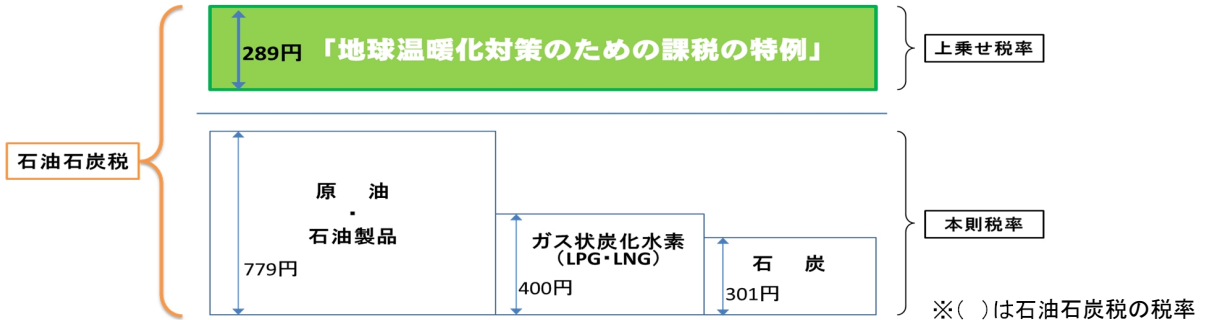 289円 「地球温暖化対策のための課税の特例」
上乗せ税率
石油石炭税
原 油
・
石油製品
779円
ガス状炭化水素
(LPG・LNG)
400円
石 炭
301円
本則税率
※( )は石油石炭税の税率